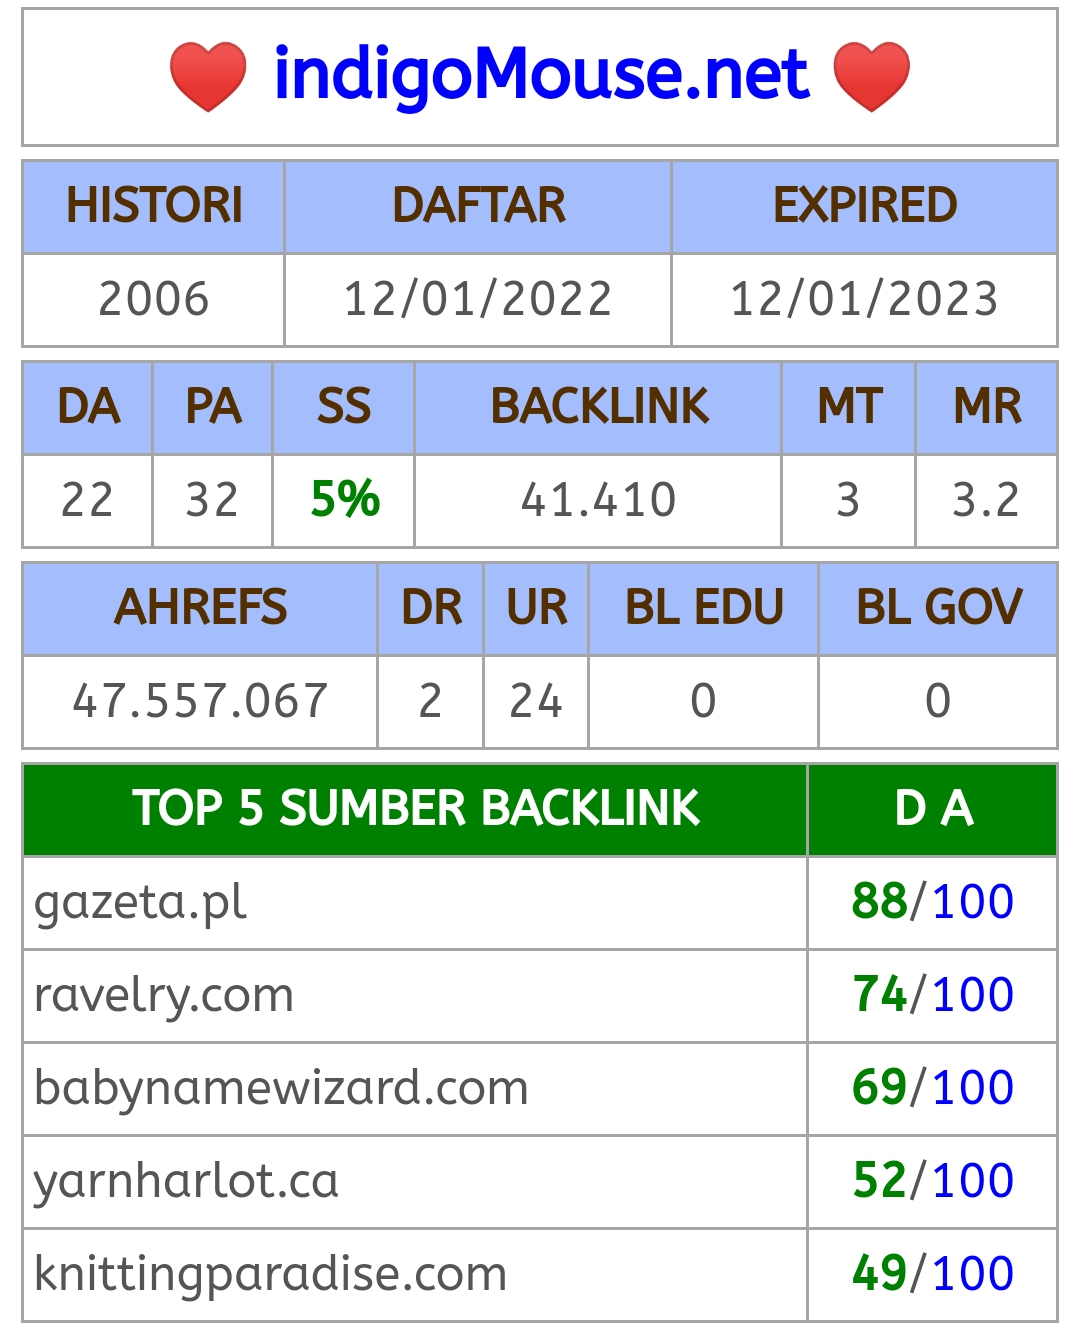 ❤️ indigoMouse.net ❤️
HISTORI DAFTAR EXPIRED
2006 12/01/2022 12/01/2023
DA PA SS BACKLINK MT MR
22 32 5% 41.410 3 3.2
AHREFS DR UR BL EDU BL GOV
47.557.067 2 24 0 0
TOP 5 SUMBER BACKLINK D A
gazeta.pl 88/100
ravelry.com 74/100
babynamewizard.com 69/100
yarnharlot.ca 52/100
knittingparadise.com 49/100